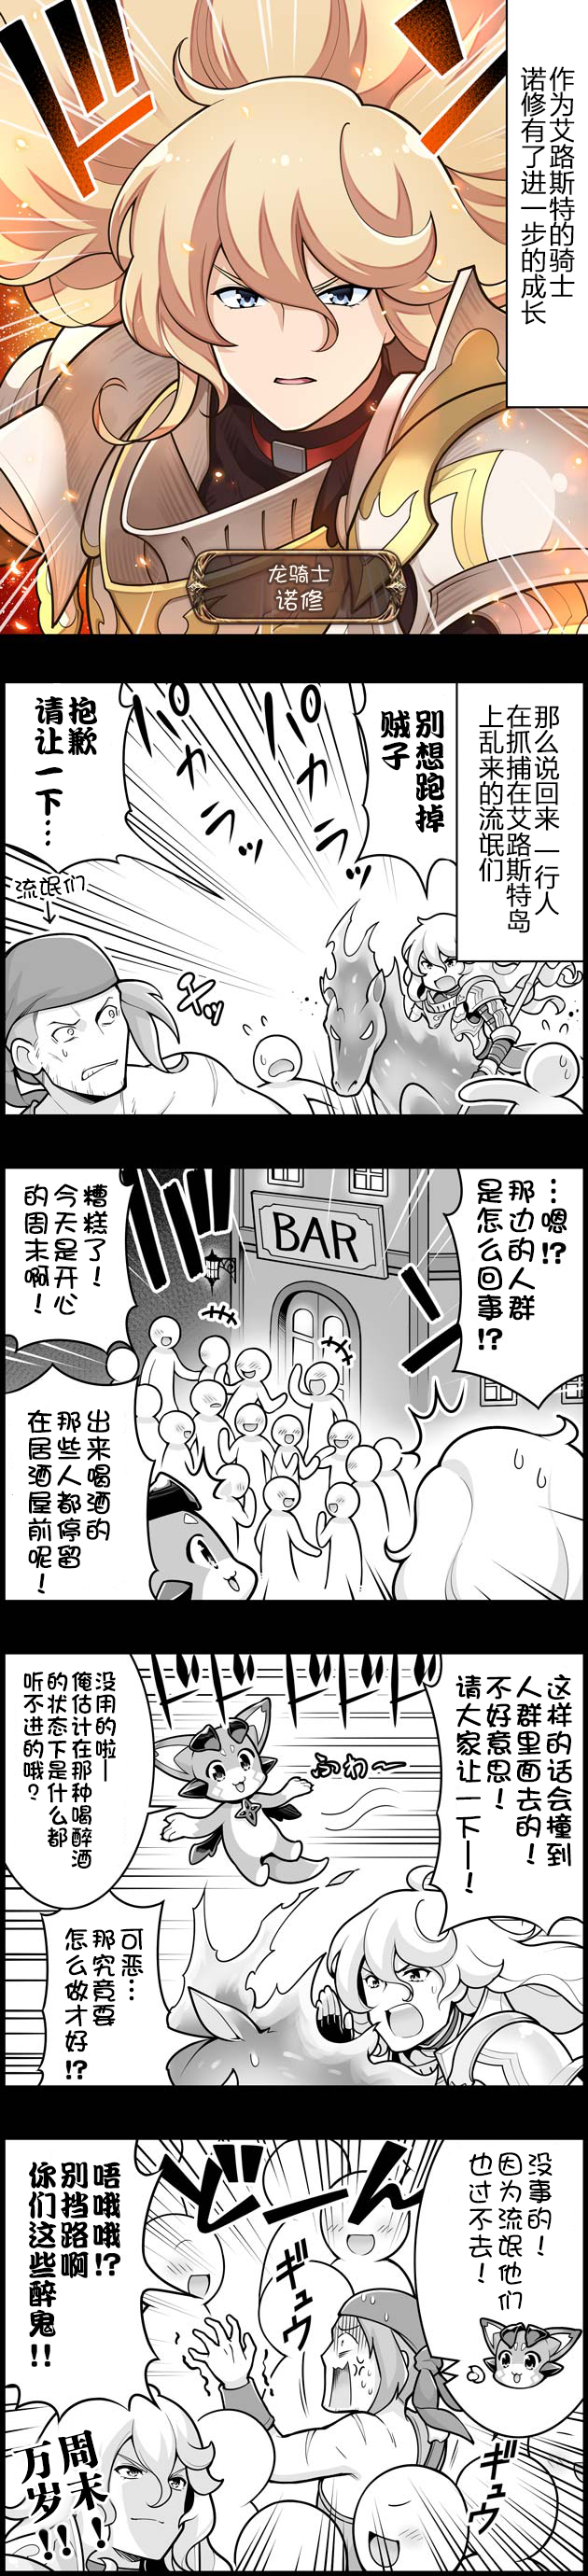 作为艾路斯特的骑士
诺修有了进一步的成长
龙骑士
诺修
那么说回来 一行人
在抓捕在艾路斯特岛
上乱来的流氓们
别想跑掉
贼子
パカラッ
パカラッ
抱歉
请让一下…
流氓们
ギャッ
…嗯!?
那边的人群
是怎么回事!?
BAR
糟糕了！
今天是开心
的周末啊！
出来喝酒的
那些人都停留
在居酒屋前呢！
这样的话会撞到
人群里面去的！
不好意思！
请大家让一下—！
ドドドドド
ふわ～
没用的啦—
俺估计在那种喝醉酒
的状态下是什么都
听不进的哦？
可恶…
那究竟要
怎么做才好!?
没事的！
因为流氓他们
也过不去！
どーーん
ギュウ
ギュウ
唔哦哦!?
别挡路啊
你们这些醉鬼!!
周末！
万岁!!